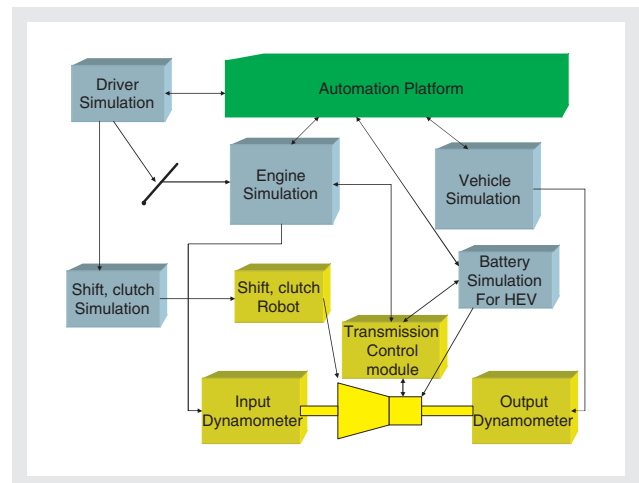 Driver
Simulation
Automation Platform
Engine
Simulation
Vehicle
Simulation
Shift, clutch
Simulation
Shift, clutch
Robot
Battery
Simulation
For HEV
Transmission
Control
module
Input
Dynamometer
Output
Dynamometer